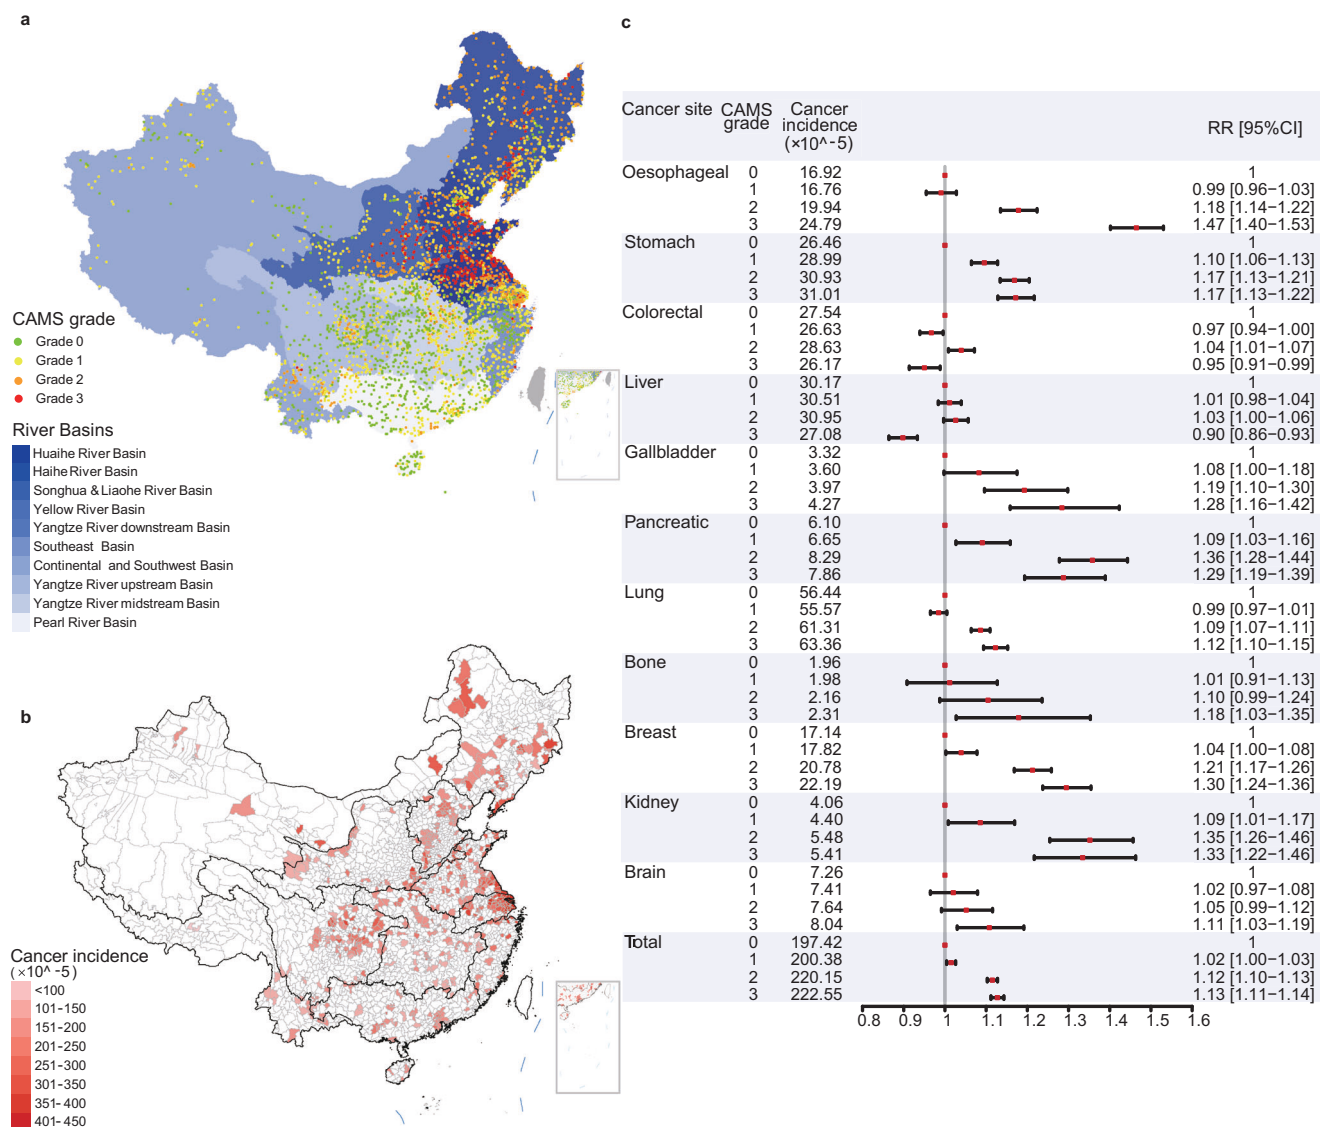 a
CAMS grade
Grade 0
Grade 1
Grade 2
Grade 3
River Basins
Huaihe River Basin
Haihe River Basin
Songhua & Liaohe River Basin
Yellow River Basin
Yangtze River downstream Basin
Southeast Basin
Continental and Southwest Basin
Yangtze River upstream Basin
Yangtze River midstream Basin
Pearl River Basin
b
Cancer incidence
(×10^-5)
<100
101-150
151-200
201-250
251-300
301-350
351-400
401-450
c
Cancer site CAMS grade Cancer incidence (×10^-5) RR [95%CI]
Oesophageal 0 16.92 1
1 16.76 0.99 [0.96-1.03]
2 19.94 1.18 [1.14-1.22]
3 24.79 1.47 [1.40-1.53]
Stomach 0 26.46 1
1 28.99 1.10 [1.06-1.13]
2 30.93 1.17 [1.13-1.21]
3 31.01 1.17 [1.13-1.22]
Colorectal 0 27.54 1
1 26.63 0.97 [0.94-1.00]
2 28.63 1.04 [1.01-1.07]
3 26.17 0.95 [0.91-0.99]
Liver 0 30.17 1
1 30.51 1.01 [0.98-1.04]
2 30.95 1.03 [1.00-1.06]
3 27.08 0.90 [0.86-0.93]
Gallbladder 0 3.32 1
1 3.60 1.08 [1.00-1.18]
2 3.97 1.19 [1.10-1.30]
3 4.27 1.28 [1.16-1.42]
Pancreatic 0 6.10 1
1 6.65 1.09 [1.03-1.16]
2 8.29 1.36 [1.28-1.44]
3 7.86 1.29 [1.19-1.39]
Lung 0 56.44 1
1 55.57 0.99 [0.97-1.01]
2 61.31 1.09 [1.07-1.11]
3 63.36 1.12 [1.10-1.15]
Bone 0 1.96 1
1 1.98 1.01 [0.91-1.13]
2 2.16 1.10 [0.99-1.24]
3 2.31 1.18 [1.03-1.35]
Breast 0 17.14 1
1 17.82 1.04 [1.00-1.08]
2 20.78 1.21 [1.17-1.26]
3 22.19 1.30 [1.24-1.36]
Kidney 0 4.06 1
1 4.40 1.09 [1.01-1.17]
2 5.48 1.35 [1.26-1.46]
3 5.41 1.33 [1.22-1.46]
Brain 0 7.26 1
1 7.41 1.02 [0.97-1.08]
2 7.64 1.05 [0.99-1.12]
3 8.04 1.11 [1.03-1.19]
Total 0 197.42 1
1 200.38 1.02 [1.00-1.03]
2 220.15 1.12 [1.10-1.13]
3 222.55 1.13 [1.11-1.14]
0.8 0.9 1 1.1 1.2 1.3 1.4 1.5 1.6